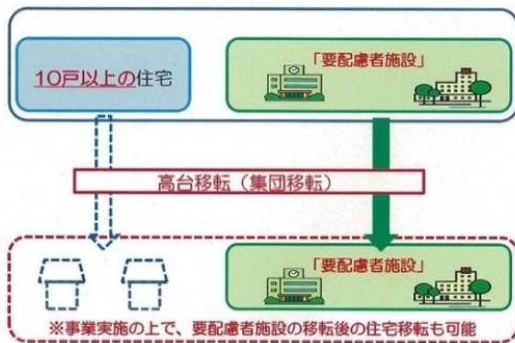 10戸以上の住宅
「要配慮者施設」
高台移転（集団移転）
「要配慮者施設」
※事業実施の上で、要配慮者施設の移転後の住宅移転も可能